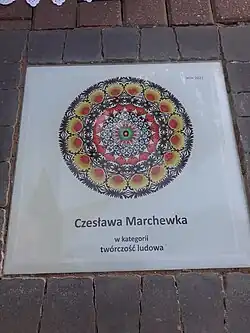 Czesława Marchewka
w kategorii
twórczość ludowa